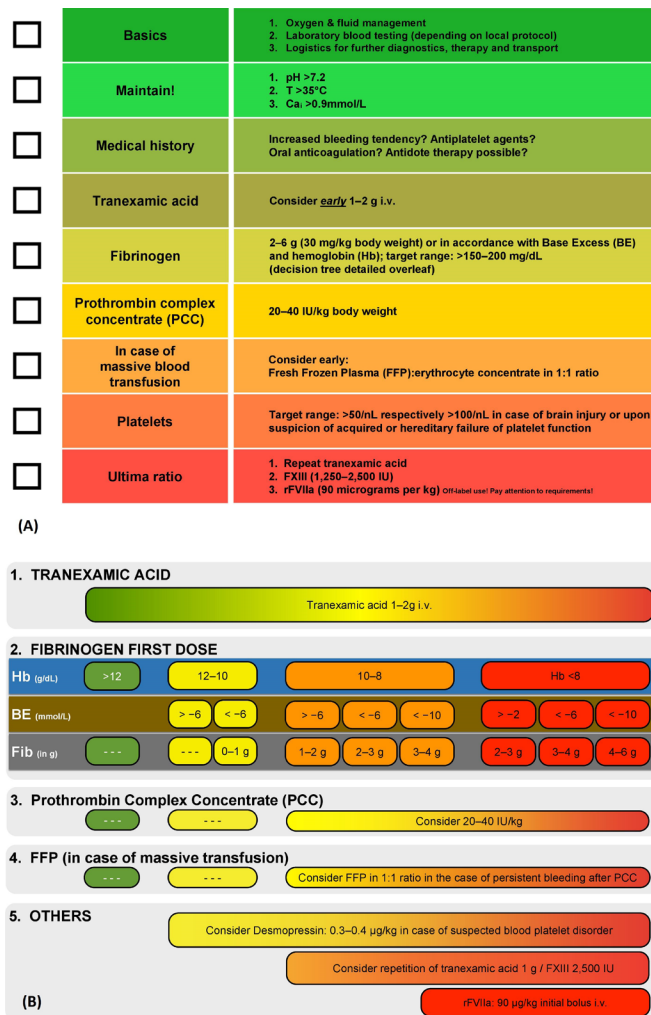 Basics
1. Oxygen & fluid management
2. Laboratory blood testing (depending on local protocol)
3. Logistics for further diagnostics, therapy and transport
Maintain!
1. pH >7.2
2. T >35°C
3. Caᵢ >0.9mmol/L
Medical history
Increased bleeding tendency? Antiplatelet agents?
Oral anticoagulation? Antidote therapy possible?
Tranexamic acid
Consider early 1–2 g i.v.
Fibrinogen
2–6 g (30 mg/kg body weight) or in accordance with Base Excess (BE)
and hemoglobin (Hb); target range: >150–200 mg/dL
(decision tree detailed overleaf)
Prothrombin complex
concentrate (PCC)
20–40 IU/kg body weight
In case of
massive blood
transfusion
Consider early:
Fresh Frozen Plasma (FFP):erythrocyte concentrate in 1:1 ratio
Platelets
Target range: >50/nL respectively >100/nL in case of brain injury or upon
suspicion of acquired or hereditary failure of platelet function
Ultima ratio
1. Repeat tranexamic acid
2. FXIII (1,250–2,500 IU)
3. rFVIIa (90 micrograms per kg) Off-label use! Pay attention to requirements!
(A)
1. TRANEXAMIC ACID
Tranexamic acid 1–2g i.v.
2. FIBRINOGEN FIRST DOSE
Hb (g/dL) >12 12–10 10–8 Hb <8
BE (mmol/L) > −6 < −6 > −6 < −6 < −10 > −2 < −6 < −10
Fib (in g) - - - - - - 0–1 g 1–2 g 2–3 g 3–4 g 2–3 g 3–4 g 4–6 g
3. Prothrombin Complex Concentrate (PCC)
- - - - - - Consider 20–40 IU/kg
4. FFP (in case of massive transfusion)
- - - - - - Consider FFP in 1:1 ratio in the case of persistent bleeding after PCC
5. OTHERS
Consider Desmopressin: 0.3–0.4 µg/kg in case of suspected blood platelet disorder
Consider repetition of tranexamic acid 1 g / FXIII 2,500 IU
rFVIIa: 90 µg/kg initial bolus i.v.
(B)